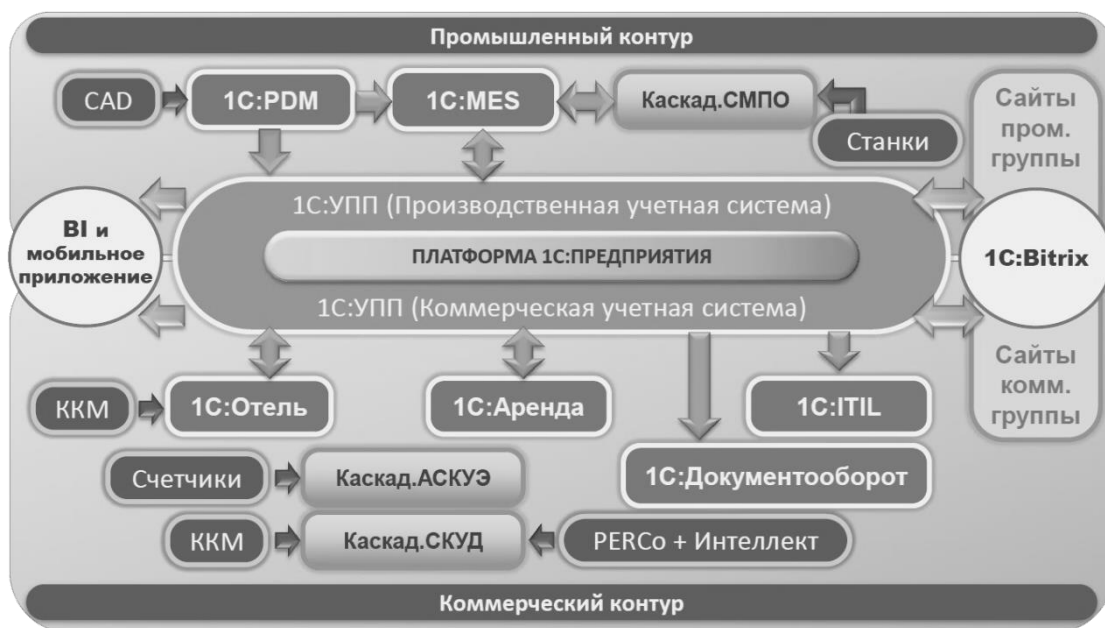 Промышленный контур
CAD
1С:PDM
1С:MES
Каскад.СМПО
Станки
Сайты
пром.
группы
1С:УПП (Производственная учетная система)
ПЛАТФОРМА 1С:ПРЕДПРИЯТИЯ
1С:УПП (Коммерческая учетная система)
BI и
мобильное
приложение
1С:Bitrix
Сайты
комм.
группы
ККМ
1С:Отель
1С:Аренда
1С:ITIL
Счетчики
Каскад.АСКУЭ
1С:Документооборот
ККМ
Каскад.СКУД
PERCo + Интеллект
Коммерческий контур